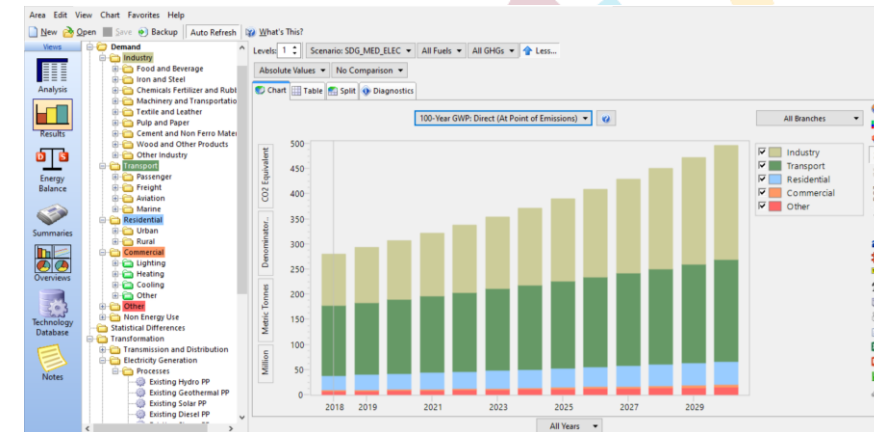 Area Edit View Chart Favorites Help
New Open Save Backup Auto Refresh What's This?
Views
Analysis
Results
Energy
Balance
Summaries
Overviews
Technology
Database
Notes
Demand
Industry
Food and Beverage
Iron and Steel
Chemicals Fertilizer and Rubl
Machinery and Transportatio
Textile and Leather
Pulp and Paper
Cement and Non Ferro Mater
Wood and Other Products
Other Industry
Transport
Passenger
Freight
Aviation
Marine
Residential
Urban
Rural
Commercial
Lighting
Heating
Cooling
Other
Other
Non Energy Use
Statistical Differences
Transformation
Transmission and Distribution
Electricity Generation
Processes
Existing Hydro PP
Existing Geothermal PP
Existing Solar PP
Existing Diesel PP
Levels: 1 Scenario: SDG_MED_ELEC All Fuels All GHGs Less...
Absolute Values No Comparison
Chart Table Split Diagnostics
100-Year GWP: Direct (At Point of Emissions)
All Branches
CO2 Equivalent
Denominator..
Metric Tonnes
Million
500
450
400
350
300
250
200
150
100
50
0
2018 2019 2021 2023 2025 2027 2029
Industry
Transport
Residential
Commercial
Other
All Years